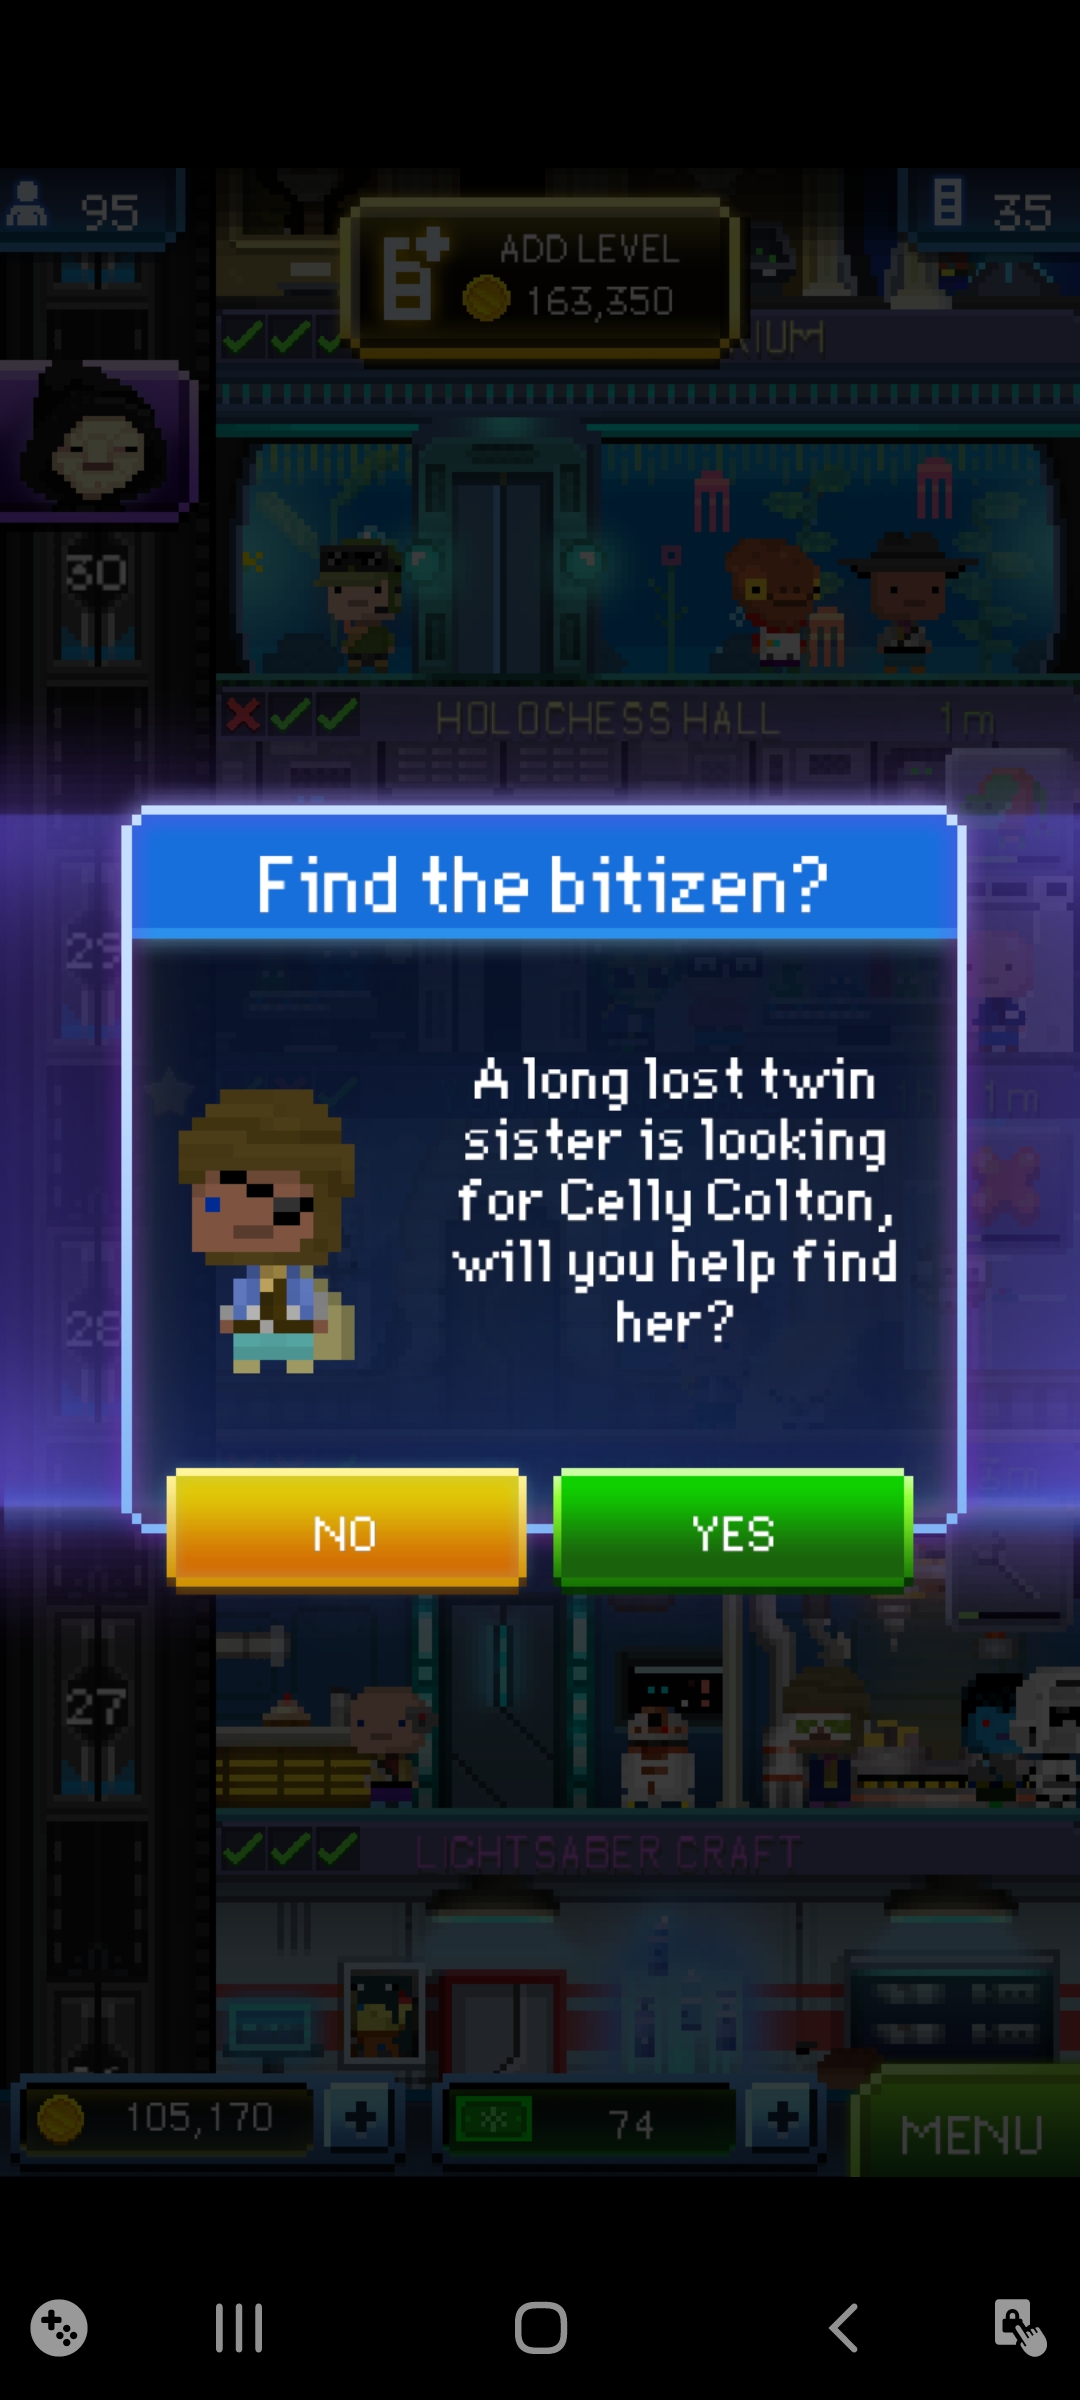 95
ADD LEVEL
163,350
35
RIUM
30
HOLOCHESS HALL
1m
Find the bitizen?
29
A long lost twin
sister is looking
for Celly Colton,
will you help find
her?
1m
28
NO
YES
27
LIGHTSABER CRAFT
105,170
74
MENU